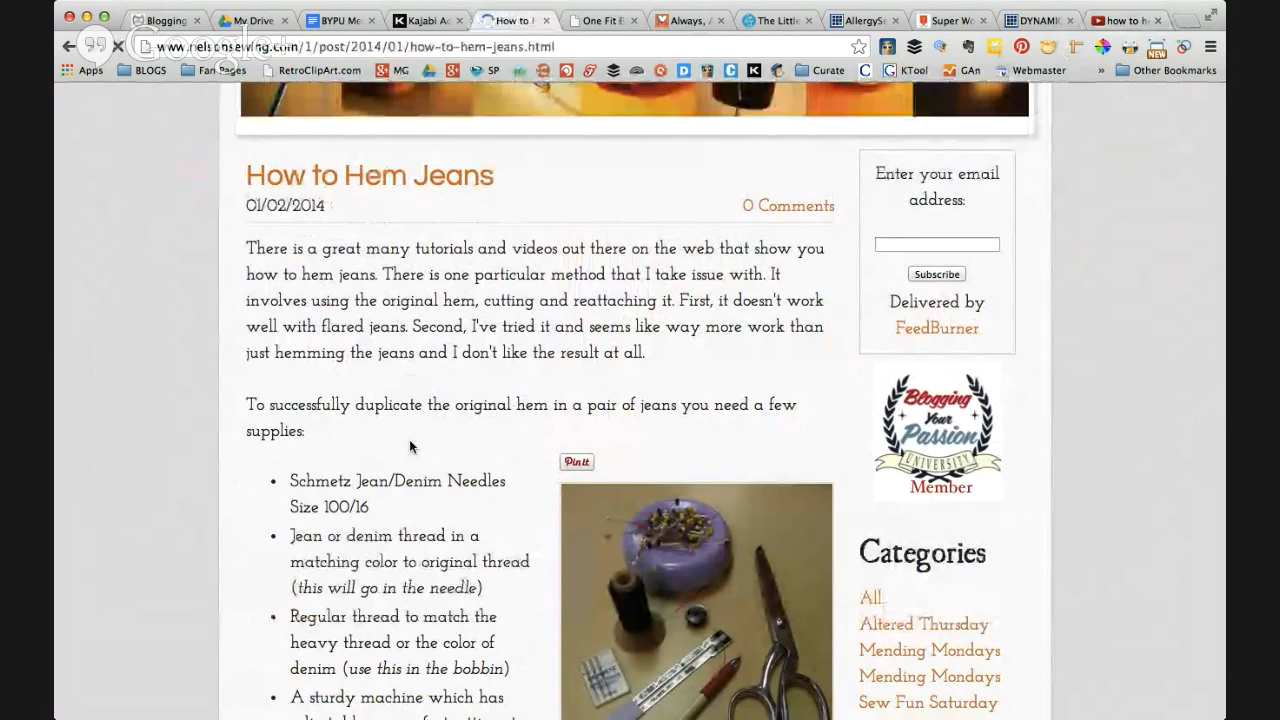 Blogging
My Drive
BYPU Me
Kajabi Ac
How to
One Fit
Always,
The Little
AllergySe
Super Wo
DYNAMI
how to h
Google+
www.nelsonsewing.com/1/post/2014/01/how-to-hem-jeans.html
Apps
BLOGS
Fan Pages
RetroClipArt.com
MG
SP
Curate
KTool
GAn
Webmaster
»
Other Bookmarks
How to Hem Jeans
01/02/2014
0 Comments
There is a great many tutorials and videos out there on the web that show you
how to hem jeans. There is one particular method that I take issue with. It
involves using the original hem, cutting and reattaching it. First, it doesn't work
well with flared jeans. Second, I've tried it and seems like way more work than
just hemming the jeans and I don't like the result at all.
To successfully duplicate the original hem in a pair of jeans you need a few
supplies:
• Schmetz Jean/Denim Needles
Size 100/16
• Jean or denim thread in a
matching color to original thread
(this will go in the needle)
• Regular thread to match the
heavy thread or the color of
denim (use this in the bobbin)
• A sturdy machine which has
Pin it
Enter your email
address:
Subscribe
Delivered by
FeedBurner
Blogging
Your
Passion
UNIVERSITY
Member
Categories
All
Altered Thursday
Mending Mondays
Mending Mondays
Sew Fun Saturday